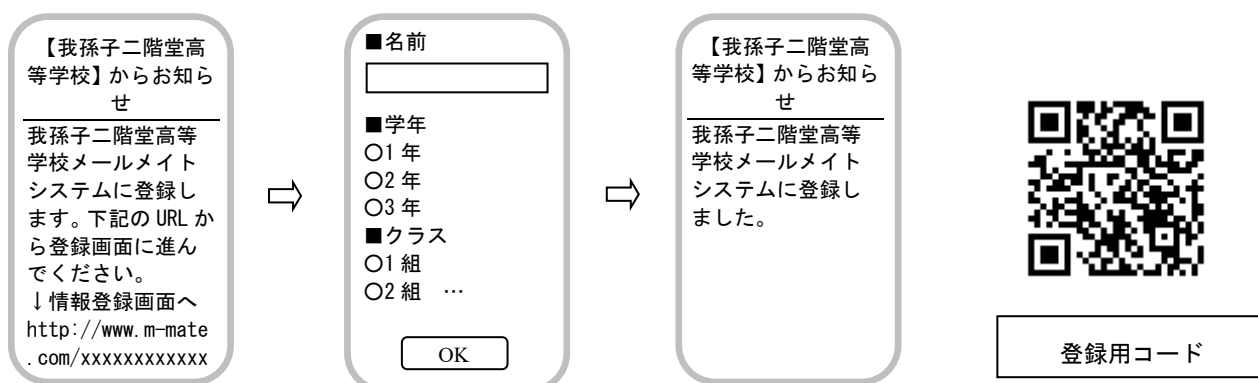 【我孫子二階堂高
等学校】からお知ら
せ
我孫子二階堂高等
学校メールメイト
システムに登録し
ます。下記の URL か
ら登録画面に進ん
でください。
↓情報登録画面へ
http://www.m-mate
.com/xxxxxxxxxxxx
■名前
■学年
○1 年
○2 年
○3 年
■クラス
○1 組
○2 組 …
OK
【我孫子二階堂高
等学校】からお知ら
せ
我孫子二階堂高等
学校メールメイト
システムに登録し
ました。
登録用コード